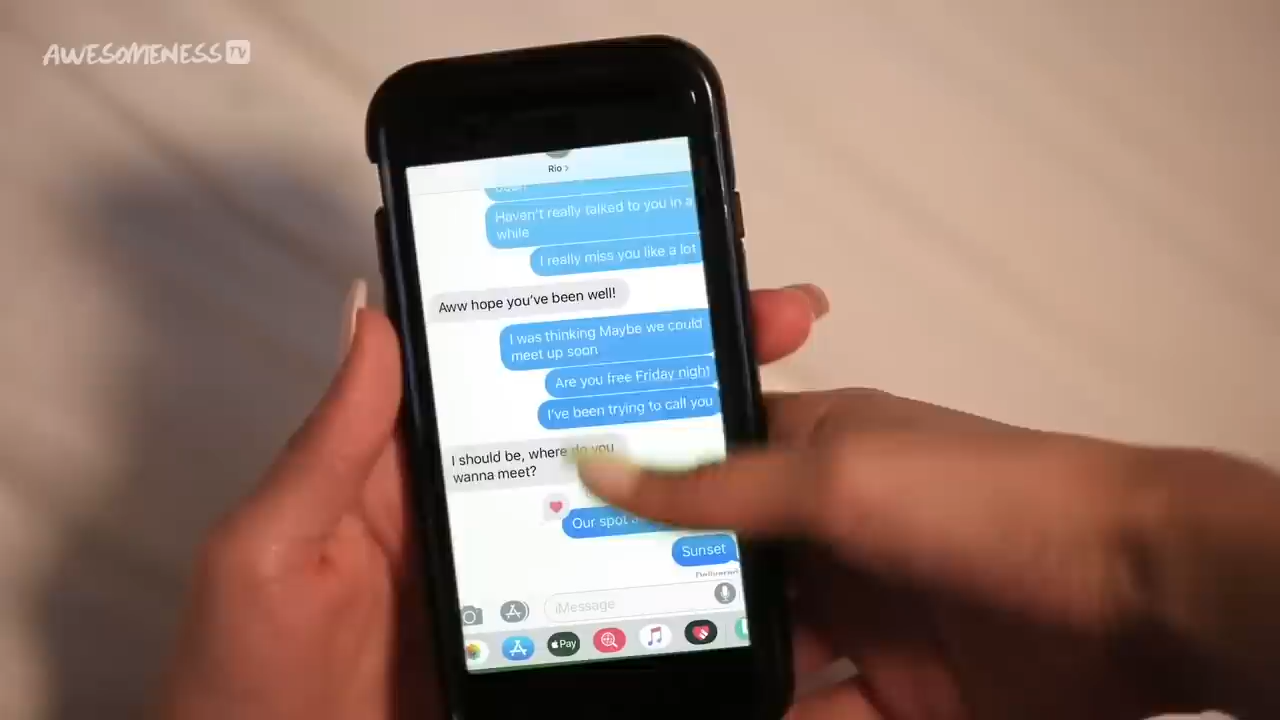 AWESOMENESS TV
Rio >
Haven't really talked to you in a
while
I really miss you like a lot
Aww hope you've been well!
I was thinking Maybe we could
meet up soon
Are you free Friday night
I've been trying to call you
I should be, where do you
wanna meet?
Our spot
Sunset
Delivered
iMessage
Pay